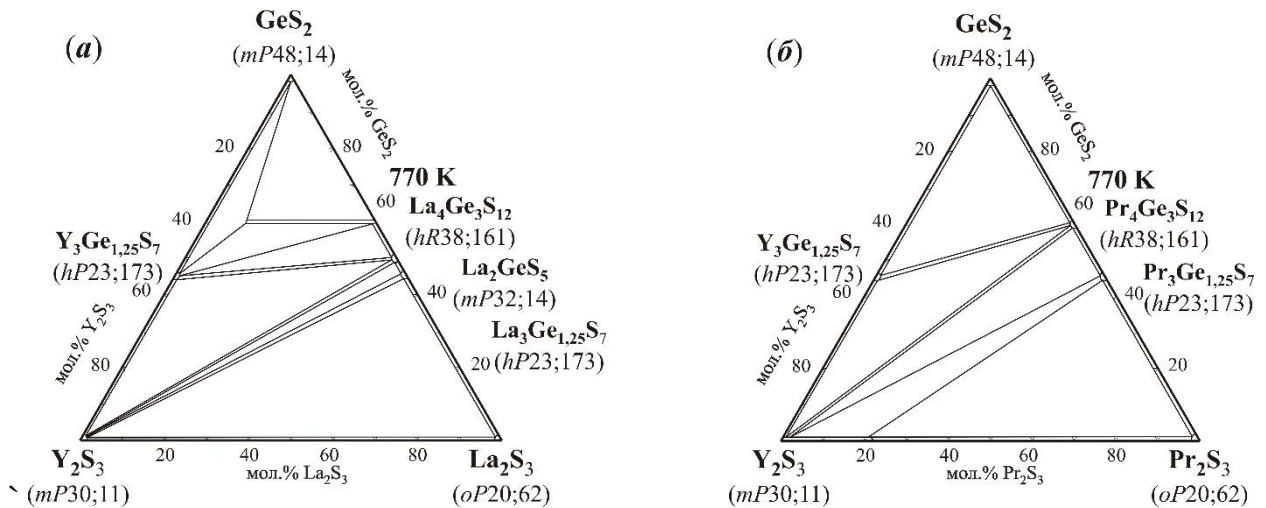 (а)
GeS₂
(mP48;14)
мол.% GeS₂
20
80
770 K
60
La₄Ge₃S₁₂
(hR38;161)
40
Y₃Ge₁,₂₅S₇
(hP23;173)
60
La₂GeS₅
(mP32;14)
40
La₃Ge₁,₂₅S₇
(hP23;173)
мол.% Y₂S₃
80
20
Y₂S₃
(mP30;11)
20
40
60
80
мол.% La₂S₃
La₂S₃
(oP20;62)
`
(б)
GeS₂
(mP48;14)
мол.% GeS₂
20
80
770 K
60
Pr₄Ge₃S₁₂
(hR38;161)
40
Y₃Ge₁,₂₅S₇
(hP23;173)
60
Pr₃Ge₁,₂₅S₇
(hP23;173)
40
мол.% Y₂S₃
80
20
Y₂S₃
(mP30;11)
20
40
60
80
мол.% Pr₂S₃
Pr₂S₃
(oP20;62)